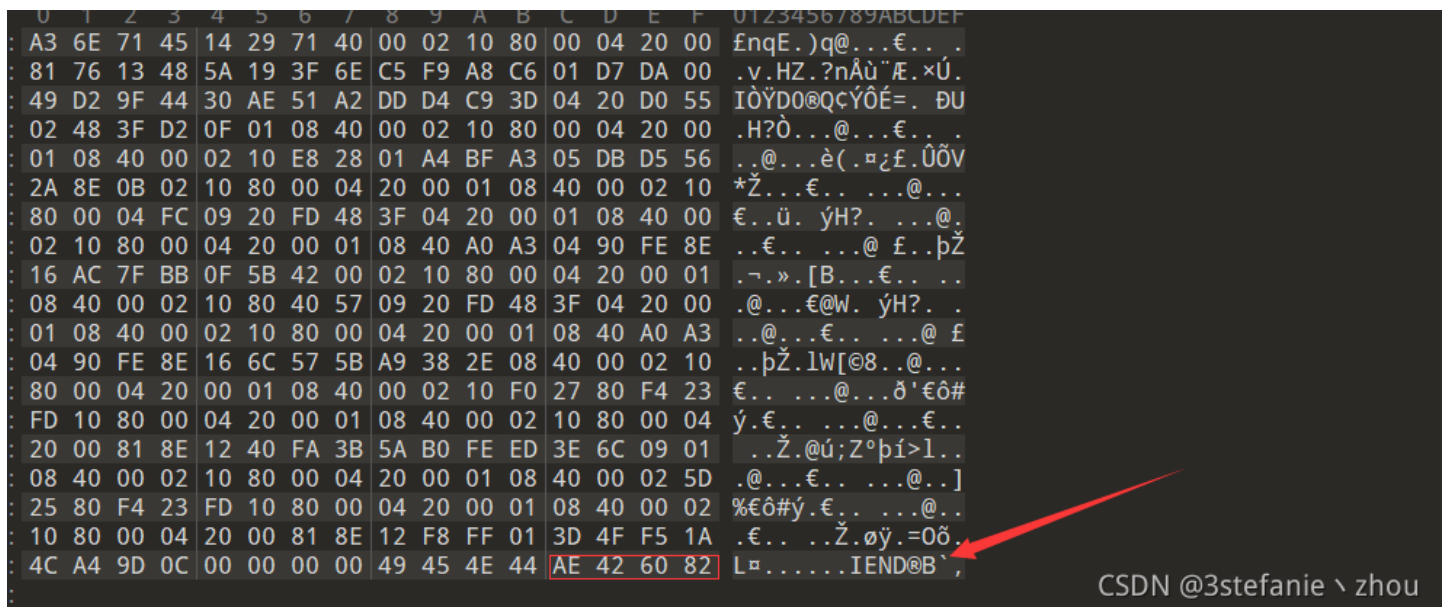 0 1 2 3 4 5 6 7 8 9 A B C D E F 0123456789ABCDEF
: A3 6E 71 45 14 29 71 40 00 02 10 80 00 04 20 00 £nqE.)q@...€.. .
: 81 76 13 48 5A 19 3F 6E C5 F9 A8 C6 01 D7 DA 00 .v.HZ.?nÅù¨Æ.×Ú.
: 49 D2 9F 44 30 AE 51 A2 DD D4 C9 3D 04 20 D0 55 IÒŸD0®Q¢ÝÔÉ=. ÐU
: 02 48 3F D2 0F 01 08 40 00 02 10 80 00 04 20 00 .H?Ò...@...€.. .
: 01 08 40 00 02 10 E8 28 01 A4 BF A3 05 DB D5 56 ..@...è(.¤¿£.ÛÕV
: 2A 8E 0B 02 10 80 00 04 20 00 01 08 40 00 02 10 *Ž...€.. ...@...
: 80 00 04 FC 09 20 FD 48 3F 04 20 00 01 08 40 00 €..ü. ýH?. ...@.
: 02 10 80 00 04 20 00 01 08 40 A0 A3 04 90 FE 8E ..€.. ...@ £..þŽ
: 16 AC 7F BB 0F 5B 42 00 02 10 80 00 04 20 00 01 .¬.».[B...€.. ..
: 08 40 00 02 10 80 40 57 09 20 FD 48 3F 04 20 00 .@...€@W. ýH?. .
: 01 08 40 00 02 10 80 00 04 20 00 01 08 40 A0 A3 ..@...€.. ...@ £
: 04 90 FE 8E 16 6C 57 5B A9 38 2E 08 40 00 02 10 ..þŽ.lW[©8..@...
: 80 00 04 20 00 01 08 40 00 02 10 F0 27 80 F4 23 €.. ...@...ð'€ô#
: FD 10 80 00 04 20 00 01 08 40 00 02 10 80 00 04 ý.€.. ...@...€..
: 20 00 81 8E 12 40 FA 3B 5A B0 FE ED 3E 6C 09 01 ..Ž.@ú;Z°þí>l..
: 08 40 00 02 10 80 00 04 20 00 01 08 40 00 02 5D .@...€.. ...@..]
: 25 80 F4 23 FD 10 80 00 04 20 00 01 08 40 00 02 %€ô#ý.€.. ...@..
: 10 80 00 04 20 00 81 8E 12 F8 FF 01 3D 4F F5 1A .€.. ..Ž.øÿ.=Oõ.
: 4C A4 9D 0C 00 00 00 00 49 45 4E 44 AE 42 60 82 L¤......IEND®B`‚
:
CSDN @3stefanie丶zhou